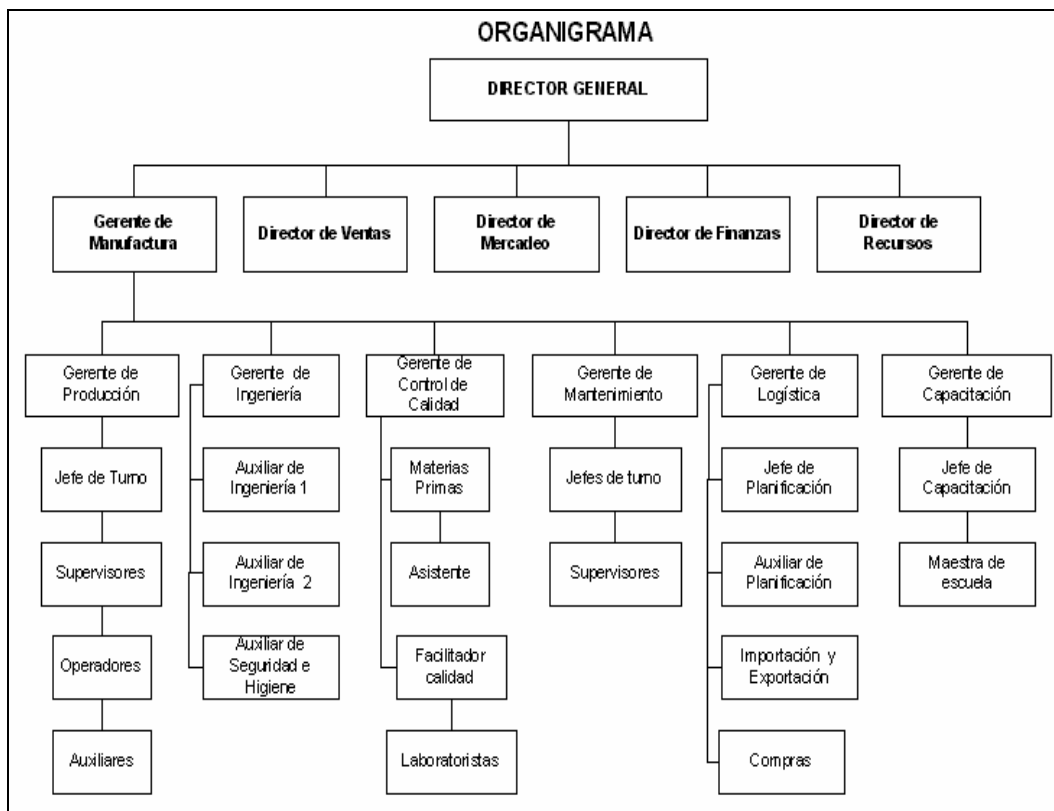 ORGANIGRAMA
DIRECTOR GENERAL
Gerente de
Manufactura
Director de Ventas
Director de
Mercadeo
Director de Finanzas
Director de
Recursos
Gerente de
Producción
Gerente de
Ingeniería
Gerente de
Control de
Calidad
Gerente de
Mantenimiento
Gerente de
Logística
Gerente de
Capacitación
Jefe de Turno
Auxiliar de
Ingeniería 1
Materias
Primas
Jefes de turno
Jefe de
Planificación
Jefe de
Capacitación
Supervisores
Auxiliar de
Ingeniería 2
Asistente
Supervisores
Auxiliar de
Planificación
Maestra de
escuela
Operadores
Auxiliar de
Seguridad e
Higiene
Facilitador
calidad
Importación y
Exportación
Auxiliares
Laboratoristas
Compras